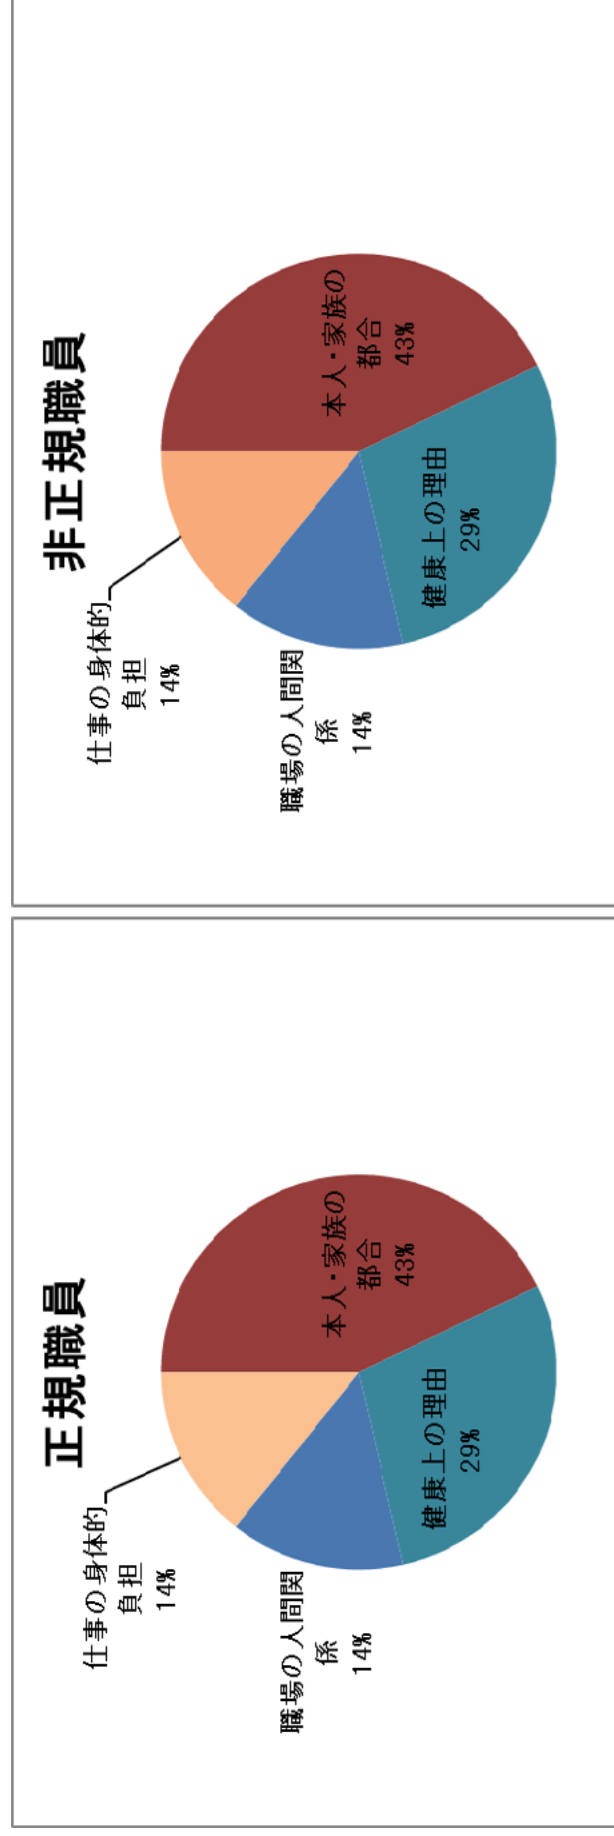 正規職員
仕事の身体的
負担
14%
本人・家族の
都合
43%
職場の人間関
係
14%
健康上の理由
29%
非正規職員
仕事の身体的
負担
14%
本人・家族の
都合
43%
職場の人間関
係
14%
健康上の理由
29%